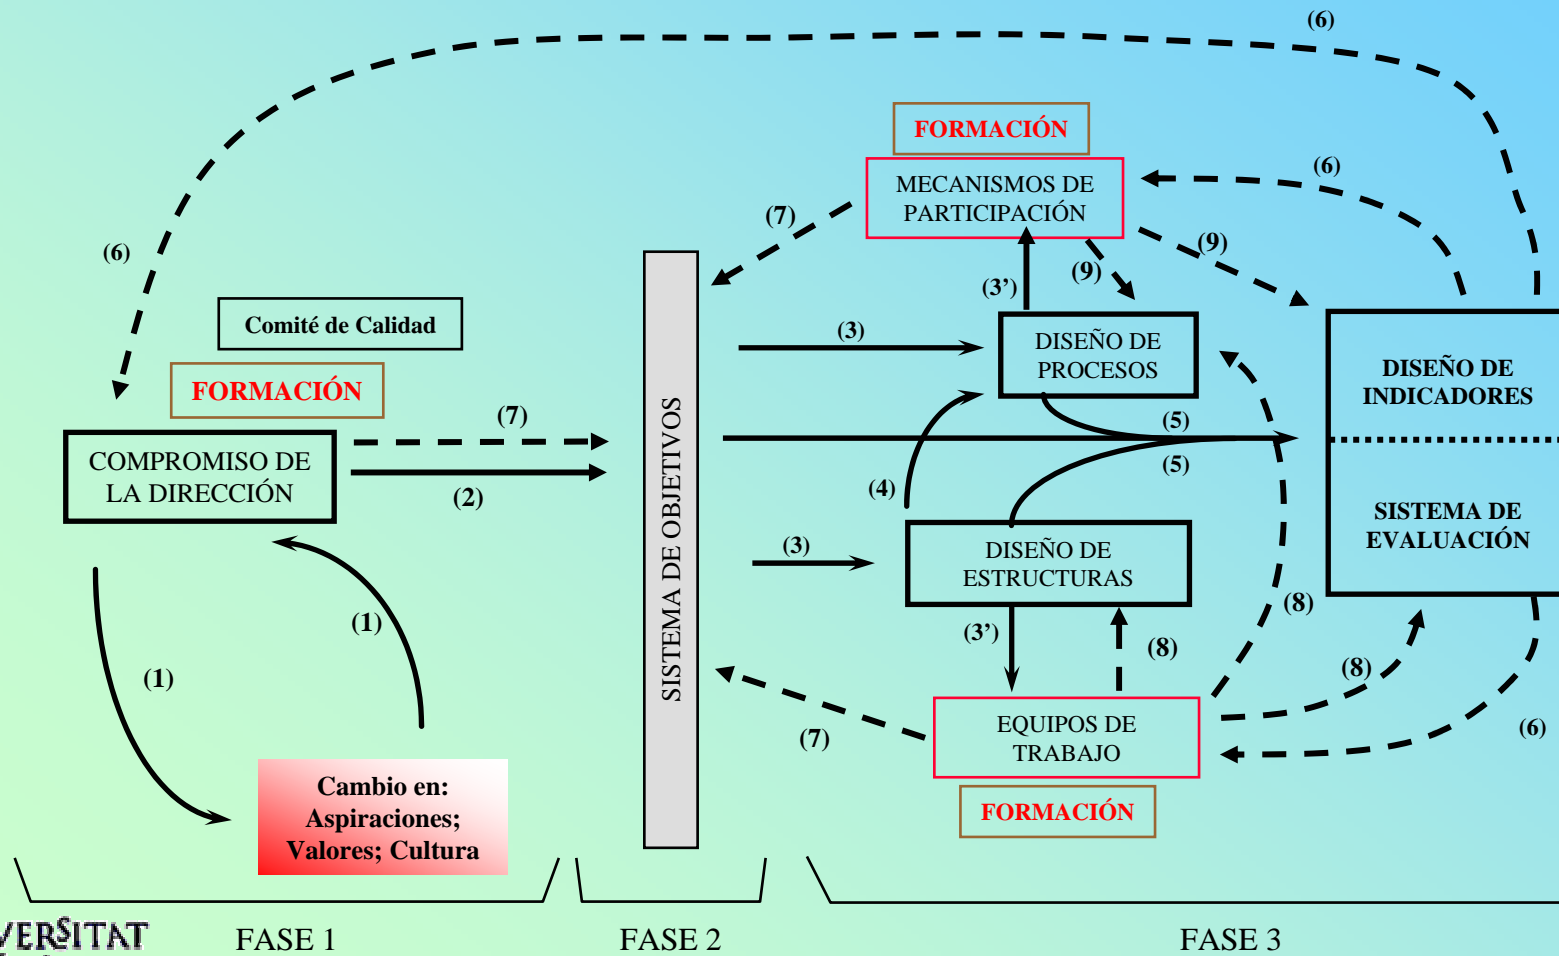 (6)
FORMACIÓN
MECANISMOS DE
PARTICIPACIÓN
(6)
(7)
(6)
(9)
(9)
(3’)
Comité de Calidad
(3)
DISEÑO DE
PROCESOS
DISEÑO DE
INDICADORES
FORMACIÓN
(7)
(5)
COMPROMISO DE
LA DIRECCIÓN
(2)
SISTEMA DE OBJETIVOS
(4)
(5)
SISTEMA DE
EVALUACIÓN
(3)
DISEÑO DE
ESTRUCTURAS
(1)
(3’)
(8)
(8)
(1)
(8)
(7)
EQUIPOS DE
TRABAJO
(6)
FORMACIÓN
Cambio en:
Aspiraciones;
Valores; Cultura
VERSITAT
FASE 1
FASE 2
FASE 3